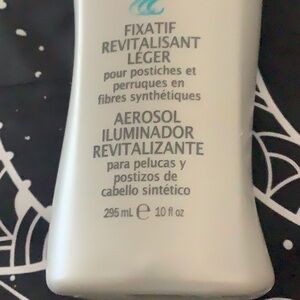 FIXATIF
REVITALISANT
LÉGER
pour postiches et
perruques en
fibres synthétiques
AEROSOL
ILUMINADOR
REVITALIZANTE
para pelucas y
postizos de
cabello sintético
295 mL e 10 fl oz